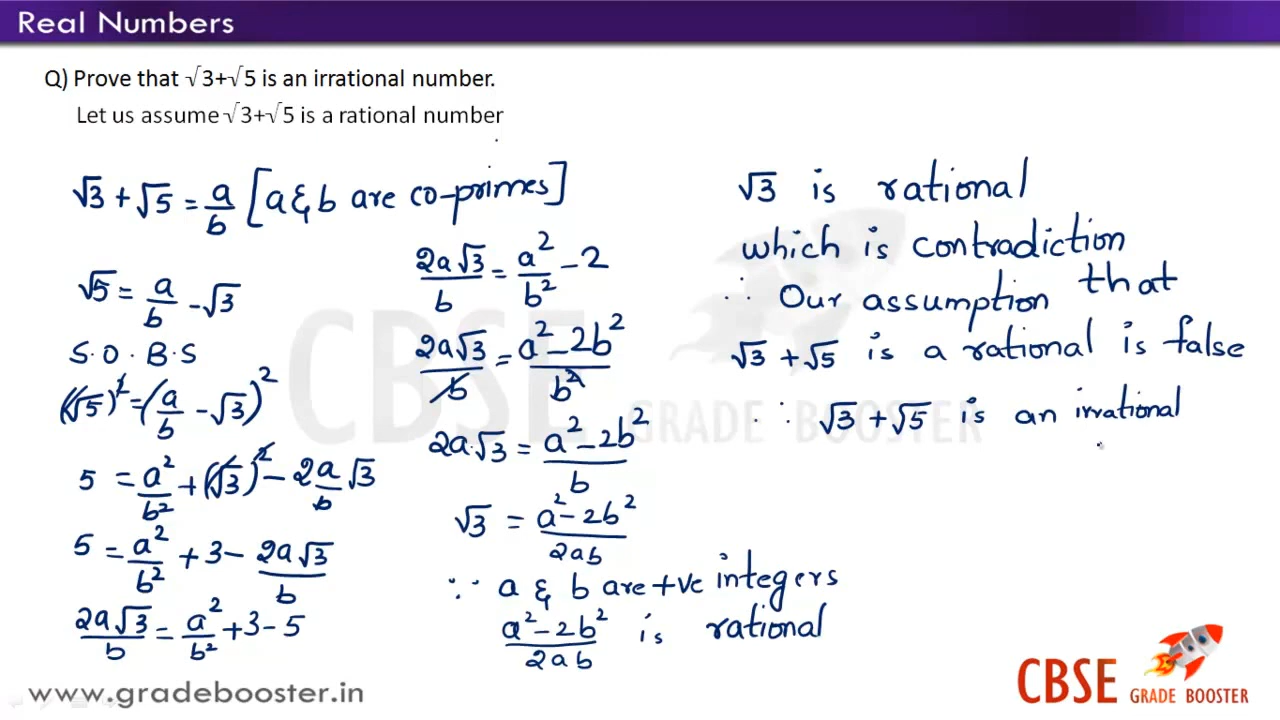 Real Numbers
Q) Prove that √3+√5 is an irrational number.
Let us assume √3+√5 is a rational number
√3 + √5 = a/b [a & b are co-primes]
√5 = a/b - √3
S.O.B.S
(√5)² = (a/b - √3)²
5 = a²/b² + (√3)² - 2a/b √3
5 = a²/b² + 3 - 2a√3/b
2a√3/b = a²/b² + 3 - 5
2a√3/b = a²/b² - 2
2a√3/b = a² - 2b²/b²
2a·√3 = a² - 2b²/b
√3 = a² - 2b²/2ab
∵ a & b are +ve integers
a² - 2b²/2ab is rational
√3 is rational
which is contradiction
∴ Our assumption that
√3 + √5 is a rational is false
∴ √3 + √5 is an irrational
CBSE
GRADE BOOSTER
www.gradebooster.in
CBSE GRADE BOOSTER